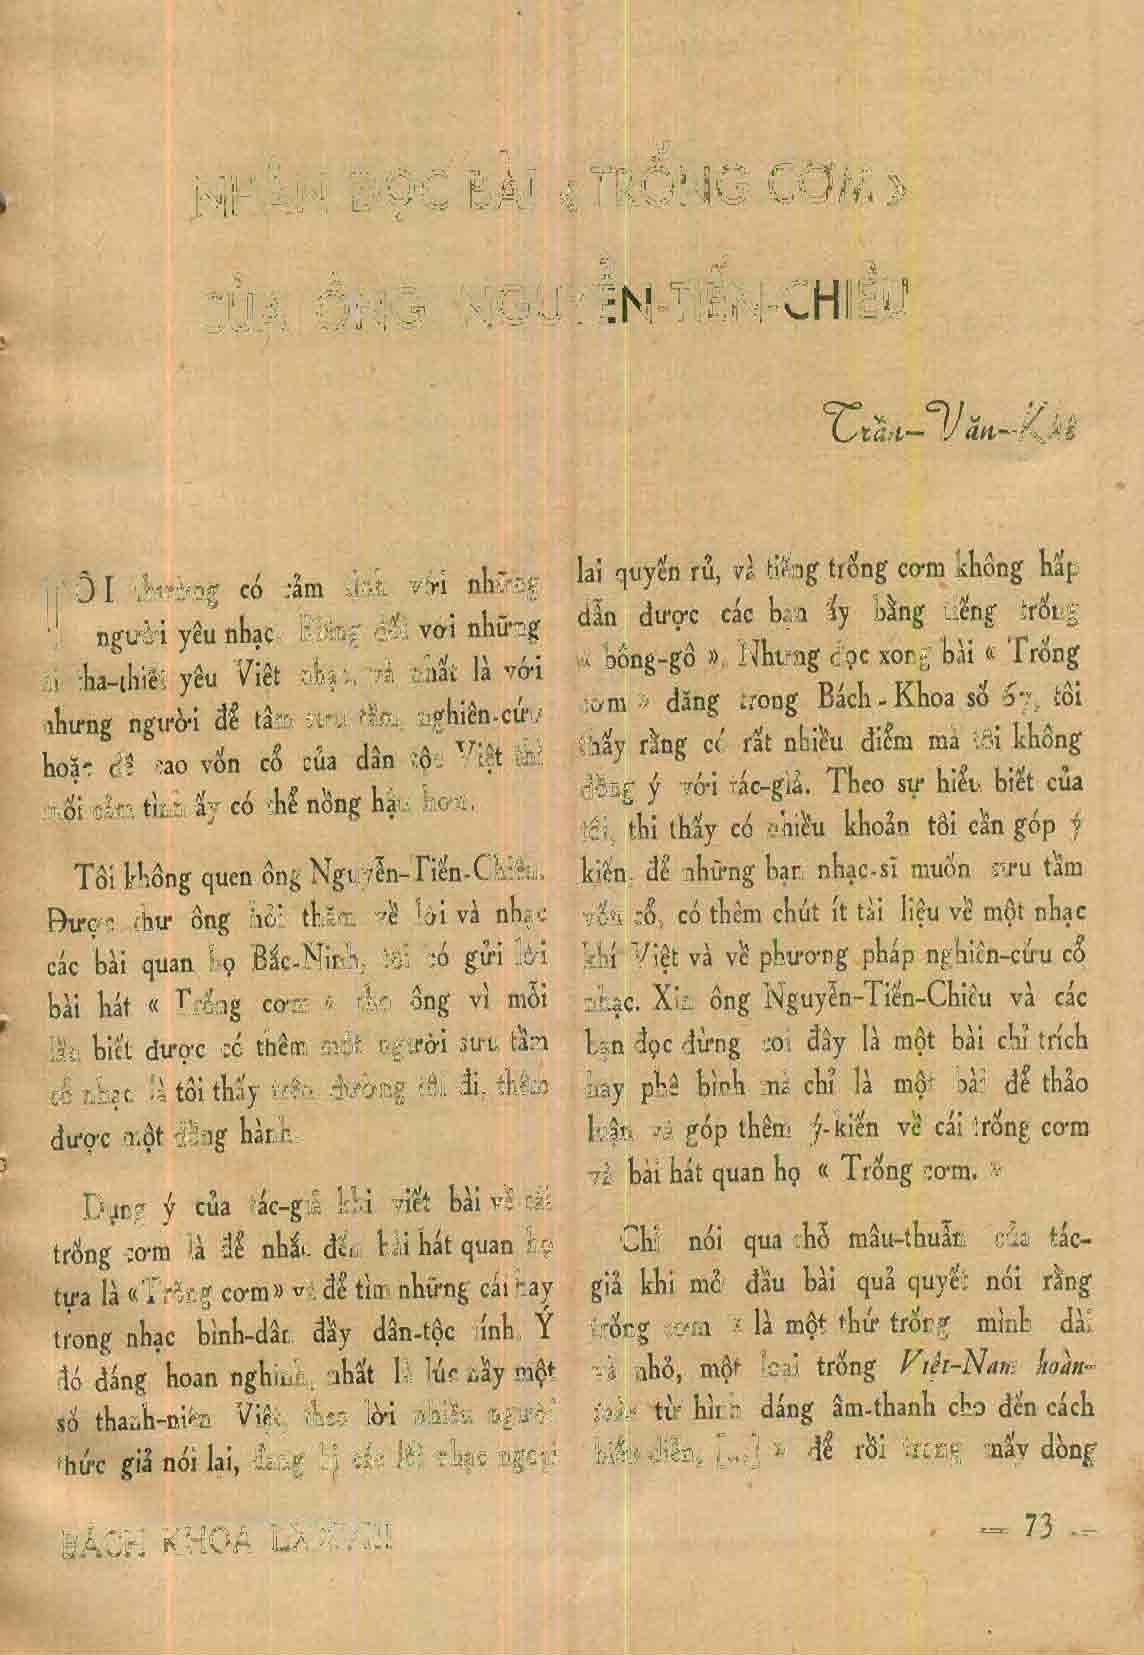 NHÂN ĐỌC BÀI « TRỐNG CƠM »
CỦA ÔNG NGUYỄN-TIẾN-CHIÊU
Trần-Văn-Khê
TÔI thường có cảm tình với những
người yêu nhạc. Riêng đối với những
ai tha-thiết yêu Việt nhạc, và nhất là với
những người để tâm sưu tầm, nghiên-cứu
hoặc đề cao vốn cổ của dân tộc Việt thì
mối cảm tình ấy có thể nồng hậu hơn.
Tôi không quen ông Nguyễn-Tiến-Chiêu.
Được thư ông hỏi thăm về lời và nhạc
các bài quan họ Bắc-Ninh, tôi có gửi lời
bài hát « Trống cơm » cho ông vì mỗi
lần biết được có thêm một người sưu tầm
cổ nhạc là tôi thấy trên đường tôi đi, thêm
được một đồng hành.
Dụng ý của tác-giả khi viết bài về cái
trống cơm là để nhắc đến bài hát quan họ
tựa là «Trống cơm» và để tìm những cái hay
trong nhạc bình-dân đầy dân-tộc tính. Ý
đó đáng hoan nghinh, nhất là lúc nầy một
số thanh-niên Việt, theo lời nhiều người
thức giả nói lại, đang bị các lối nhạc ngoại
lai quyến rủ, và tiếng trống cơm không hấp
dẫn được các bạn ấy bằng tiếng trống
« bông-gô ». Nhưng đọc xong bài « Trống
cơm » đăng trong Bách-Khoa số 67, tôi
thấy rằng có rất nhiều điểm mà tôi không
đồng ý với tác-giả. Theo sự hiểu biết của
tôi, thì thấy có nhiều khoản tôi cần góp ý
kiến, để những bạn nhạc-sĩ muốn sưu tầm
vốn cổ, có thêm chút ít tài liệu về một nhạc
khí Việt và về phương pháp nghiên-cứu cổ
nhạc. Xin ông Nguyễn-Tiến-Chiêu và các
bạn đọc đừng coi đây là một bài chỉ trích
hay phê bình mà chỉ là một bài để thảo
luận và góp thêm ý-kiến về cái trống cơm
và bài hát quan họ « Trống cơm. »
Chỉ nói qua chỗ mâu-thuẫn của tác-
giả khi mở đầu bài quả quyết nói rằng
trống cơm « là một thứ trống mình dài
và nhỏ, một loại trống Việt-Nam hoàn-
toàn từ hình dáng âm-thanh cho đến cách
biểu diễn, [...] » để rồi trong mấy dòng
BÁCH KHOA
— 73 —